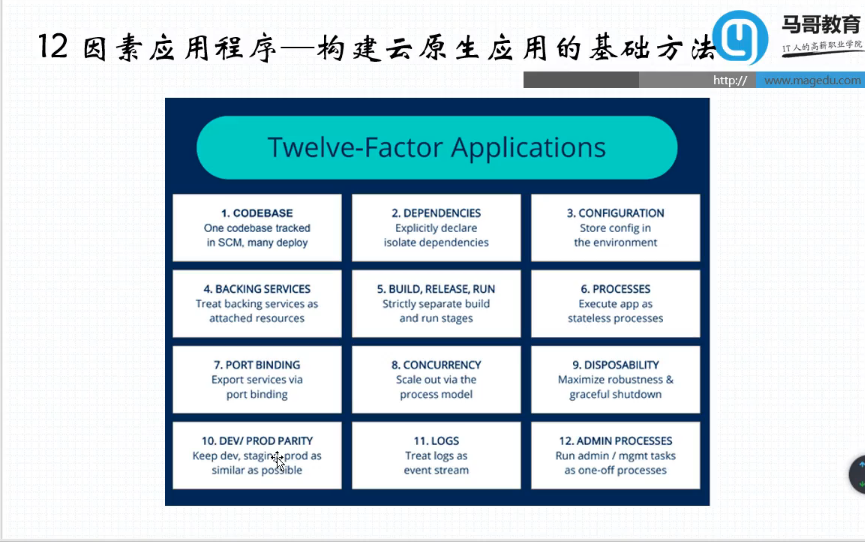 12 因素应用程序—构建云原生应用的基础方法
马哥教育
IT人的高薪职业学院
http:// www.magedu.com
Twelve-Factor Applications
1. CODEBASE
One codebase tracked
in SCM, many deploy
2. DEPENDENCIES
Explicitly declare
isolate dependencies
3. CONFIGURATION
Store config in
the environment
4. BACKING SERVICES
Treat backing services as
attached resources
5. BUILD, RELEASE, RUN
Strictly separate build
and run stages
6. PROCESSES
Execute app as
stateless processes
7. PORT BINDING
Export services via
port binding
8. CONCURRENCY
Scale out via the
process model
9. DISPOSABILITY
Maximize robustness &
graceful shutdown
10. DEV/ PROD PARITY
Keep dev, staging, prod as
similar as possible
11. LOGS
Treat logs as
event stream
12. ADMIN PROCESSES
Run admin / mgmt tasks
as one-off processes